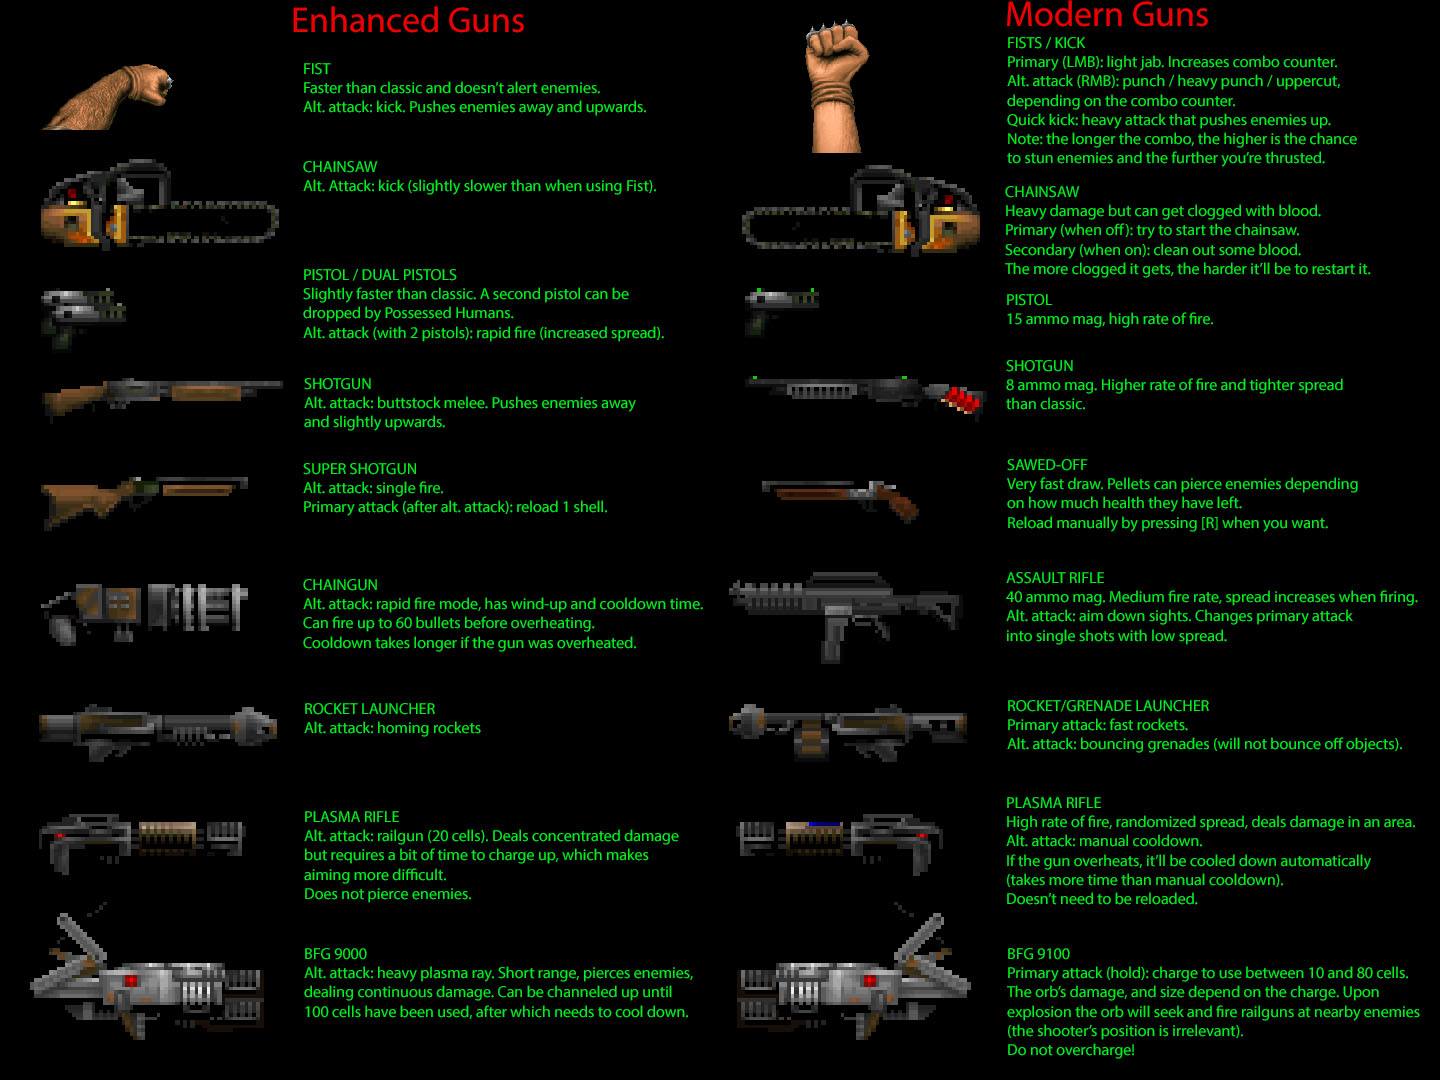 Enhanced Guns
FIST
Faster than classic and doesn't alert enemies.
Alt. attack: kick. Pushes enemies away and upwards.
CHAINSAW
Alt. Attack: kick (slightly slower than when using Fist).
PISTOL / DUAL PISTOLS
Slightly faster than classic. A second pistol can be
dropped by Possessed Humans.
Alt. attack (with 2 pistols): rapid fire (increased spread).
SHOTGUN
Alt. attack: buttstock melee. Pushes enemies away
and slightly upwards.
SUPER SHOTGUN
Alt. attack: single fire.
Primary attack (after alt. attack): reload 1 shell.
CHAINGUN
Alt. attack: rapid fire mode, has wind-up and cooldown time.
Can fire up to 60 bullets before overheating.
Cooldown takes longer if the gun was overheated.
ROCKET LAUNCHER
Alt. attack: homing rockets
PLASMA RIFLE
Alt. attack: railgun (20 cells). Deals concentrated damage
but requires a bit of time to charge up, which makes
aiming more difficult.
Does not pierce enemies.
BFG 9000
Alt. attack: heavy plasma ray. Short range, pierces enemies,
dealing continuous damage. Can be channeled up until
100 cells have been used, after which needs to cool down.
Modern Guns
FISTS / KICK
Primary (LMB): light jab. Increases combo counter.
Alt. attack (RMB): punch / heavy punch / uppercut,
depending on the combo counter.
Quick kick: heavy attack that pushes enemies up.
Note: the longer the combo, the higher is the chance
to stun enemies and the further you're thrusted.
CHAINSAW
Heavy damage but can get clogged with blood.
Primary (when off): try to start the chainsaw.
Secondary (when on): clean out some blood.
The more clogged it gets, the harder it'll be to restart it.
PISTOL
15 ammo mag, high rate of fire.
SHOTGUN
8 ammo mag. Higher rate of fire and tighter spread
than classic.
SAWED-OFF
Very fast draw. Pellets can pierce enemies depending
on how much health they have left.
Reload manually by pressing [R] when you want.
ASSAULT RIFLE
40 ammo mag. Medium fire rate, spread increases when firing.
Alt. attack: aim down sights. Changes primary attack
into single shots with low spread.
ROCKET/GRENADE LAUNCHER
Primary attack: fast rockets.
Alt. attack: bouncing grenades (will not bounce off objects).
PLASMA RIFLE
High rate of fire, randomized spread, deals damage in an area.
Alt. attack: manual cooldown.
If the gun overheats, it'll be cooled down automatically
(takes more time than manual cooldown).
Doesn't need to be reloaded.
BFG 9100
Primary attack (hold): charge to use between 10 and 80 cells.
The orb's damage, and size depend on the charge. Upon
explosion the orb will seek and fire railguns at nearby enemies
(the shooter's position is irrelevant).
Do not overcharge!